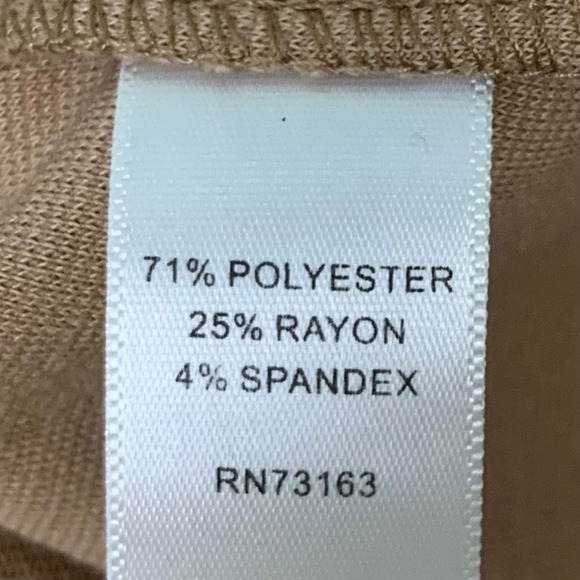 71% POLYESTER
25% RAYON
4% SPANDEX
RN73163